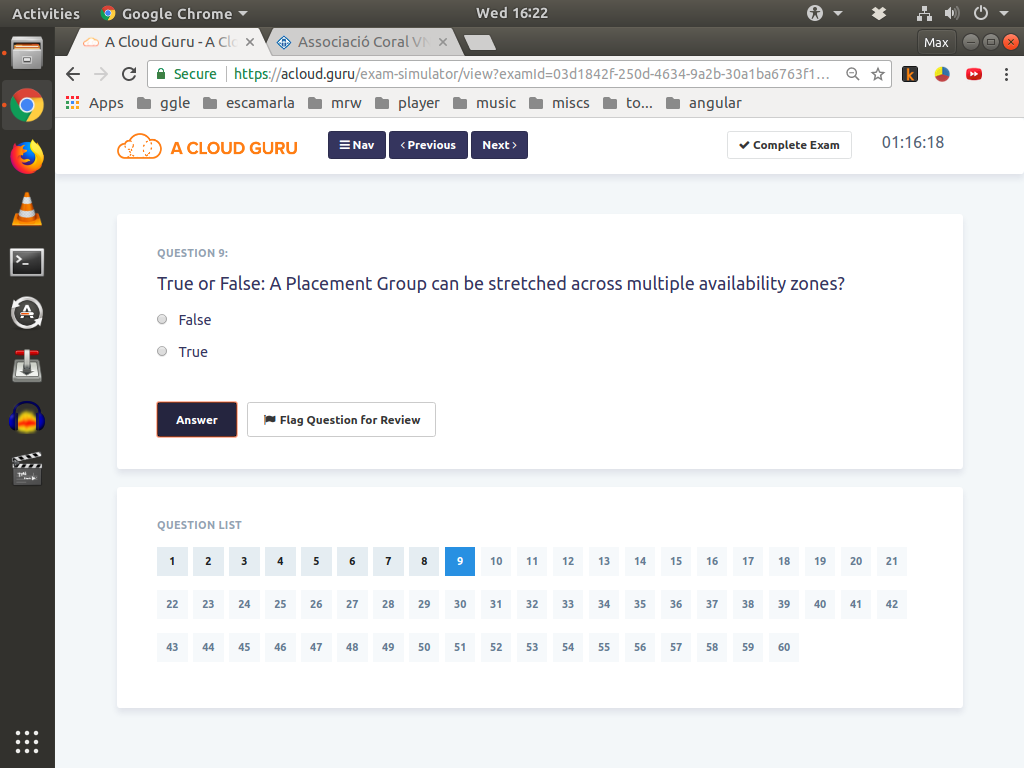 Activities Google Chrome Wed 16:22
A Cloud Guru - A Clo Associació Coral VN Max
Secure https://acloud.guru/exam-simulator/view?examId=03d1842f-250d-4634-9a2b-30a1ba6763f1...
Apps ggle escamarla mrw player music miscs to... angular
A CLOUD GURU Nav Previous Next Complete Exam 01:16:18
QUESTION 9:
True or False: A Placement Group can be stretched across multiple availability zones?
False
True
Answer Flag Question for Review
QUESTION LIST
1 2 3 4 5 6 7 8 9 10 11 12 13 14 15 16 17 18 19 20 21
22 23 24 25 26 27 28 29 30 31 32 33 34 35 36 37 38 39 40 41 42
43 44 45 46 47 48 49 50 51 52 53 54 55 56 57 58 59 60